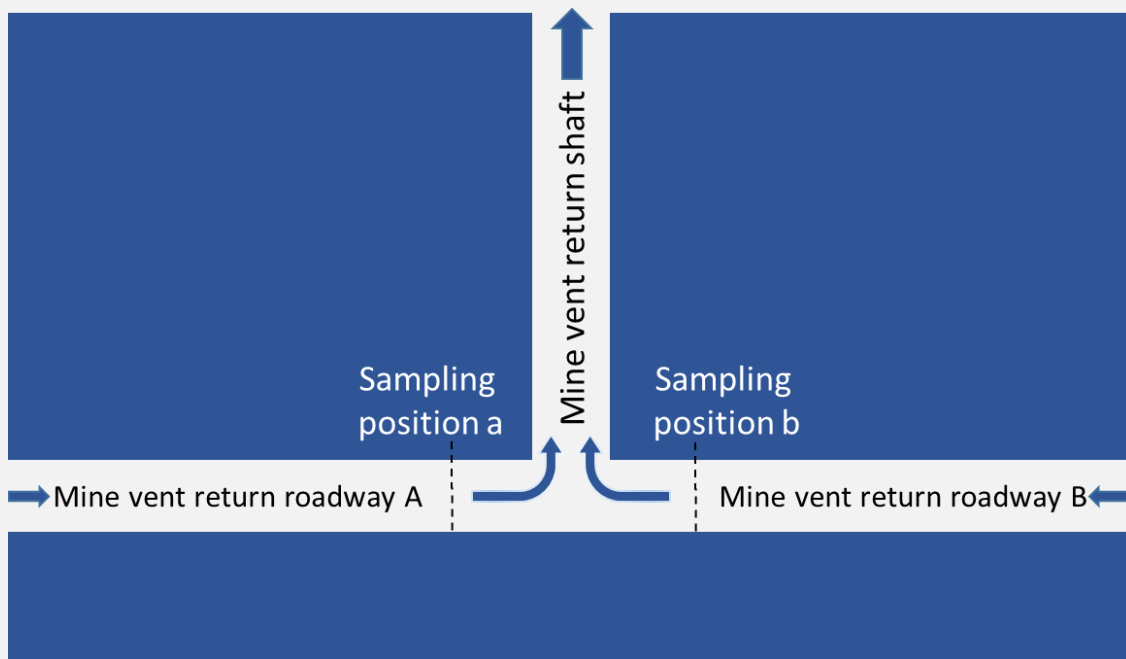 Mine vent return shaft
Sampling
position a
Sampling
position b
Mine vent return roadway A
Mine vent return roadway B